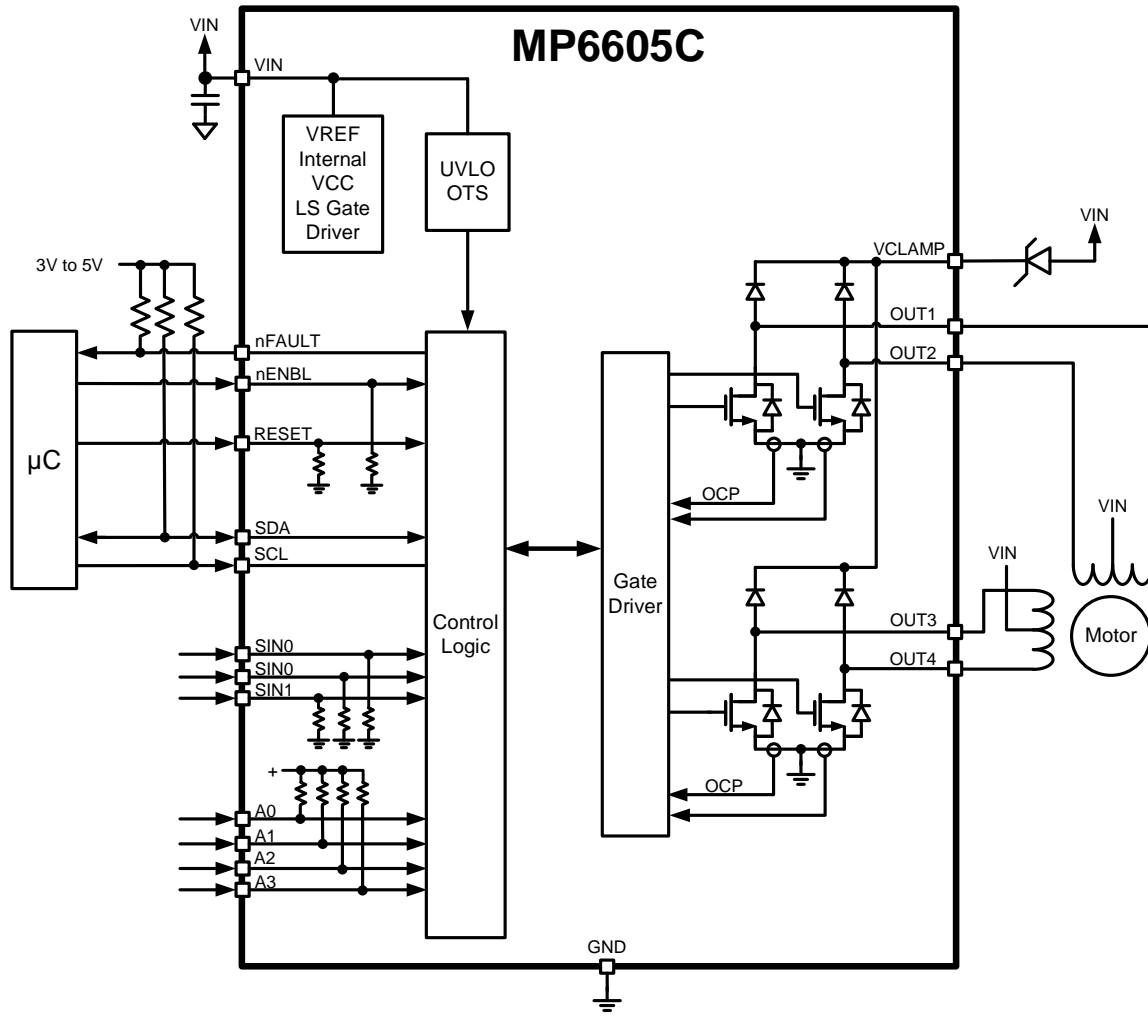 MP6605C
VIN
VIN
VREF
Internal
VCC
LS Gate
Driver
UVLO
OTS
VIN
VCLAMP
3V to 5V
OUT1
nFAULT
OUT2
nENBL
RESET
µC
OCP
VIN
SDA
SCL
VIN
Gate
Driver
Control
Logic
OUT3
Motor
SIN0
OUT4
SIN0
SIN1
+
OCP
A0
A1
A2
A3
GND